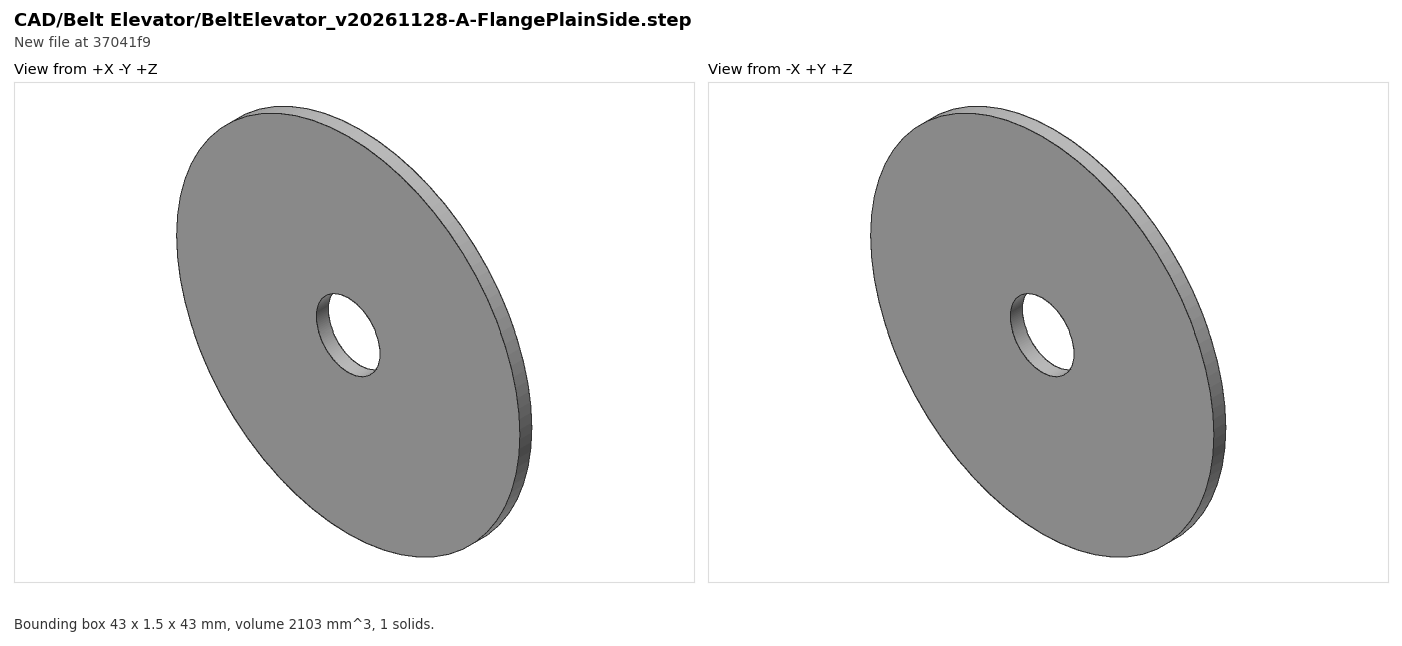 CAD/Belt Elevator/BeltElevator_v20261128-A-FlangePlainSide.step
New file at 37041f9
View from +X -Y +Z
View from -X +Y +Z
Bounding box 43 x 1.5 x 43 mm, volume 2103 mm^3, 1 solids.